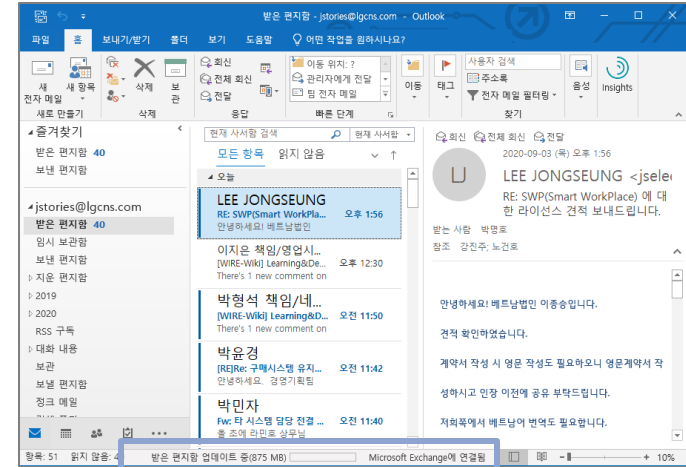 받은 편지함 - jstories@lgcns.com - Outlook
파일 홈 보내기/받기 폴더 보기 도움말 어떤 작업을 원하시나요?
새 전자 메일
새 항목
삭제
보관
회신
전체 회신
전달
이동 위치: ?
관리자에게 전달
팀 전자 메일
이동
태그
사용자 검색
주소록
전자 메일 필터링
음성
Insights
새로 만들기 삭제 응답 빠른 단계 찾기
즐겨찾기
받은 편지함 40
보낸 편지함
jstories@lgcns.com
받은 편지함 40
임시 보관함
보낸 편지함
지운 편지함
2019
2020
RSS 구독
대화 내용
보관
보낼 편지함
정크 메일
현재 사서함 검색 현재 사서함
모든 항목 읽지 않음
오늘
LEE JONGSEUNG
RE: SWP(Smart WorkPla... 오후 1:56
안녕하세요! 베트남법인
이지은 책임/영업시...
[WIRE-Wiki] Learning&De... 오후 12:30
There's 1 new comment on
박형석 책임/네...
[WIRE-Wiki] Learning&D... 오전 11:50
There's 1 new comment on
박윤경
[RE]Re: 구매시스템 유지... 오전 11:42
안녕하세요. 경영기획팀
박민자
Fw: 타 시스템 담당 전결 ... 오전 11:40
올 초에 라민호 상무님
회신 전체 회신 전달
2020-09-03 (목) 오후 1:56
LJ
LEE JONGSEUNG <jselee
RE: SWP(Smart WorkPlace) 에 대
한 라이선스 견적 보내드립니다.
받는 사람 박명호
참조 강진주; 노건호
안녕하세요! 베트남법인 이종승입니다.
견적 확인하였습니다.
계약서 작성 시 영문 작성도 필요하오니 영문계약서 작
성하시고 인장 이전에 공유 부탁드립니다.
저희쪽에서 베트남어 번역도 필요합니다.
항목: 51 읽지 않음: 4 받은 편지함 업데이트 중(875 MB) Microsoft Exchange에 연결됨 10%